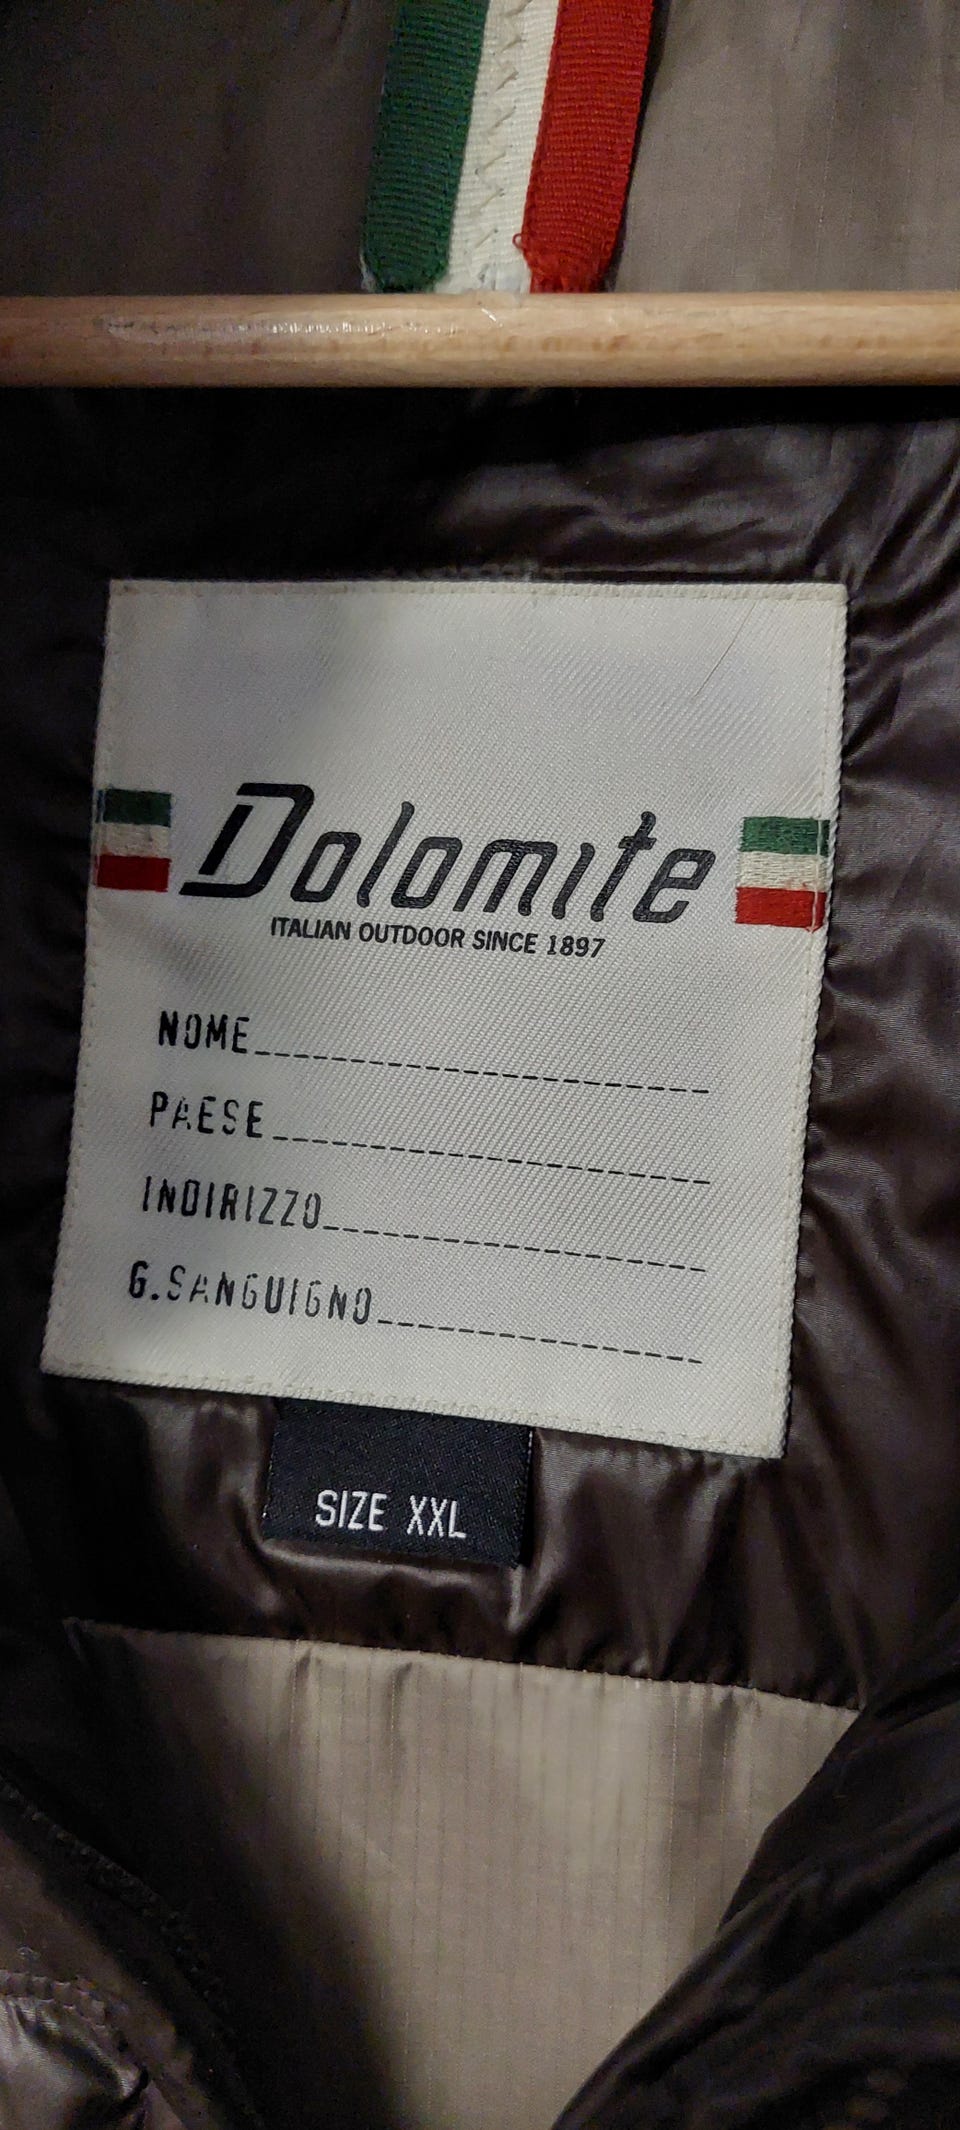 Dolomite
ITALIAN OUTDOOR SINCE 1897
NOME
PAESE
INDIRIZZO
G.SANGUIGNO
SIZE XXL